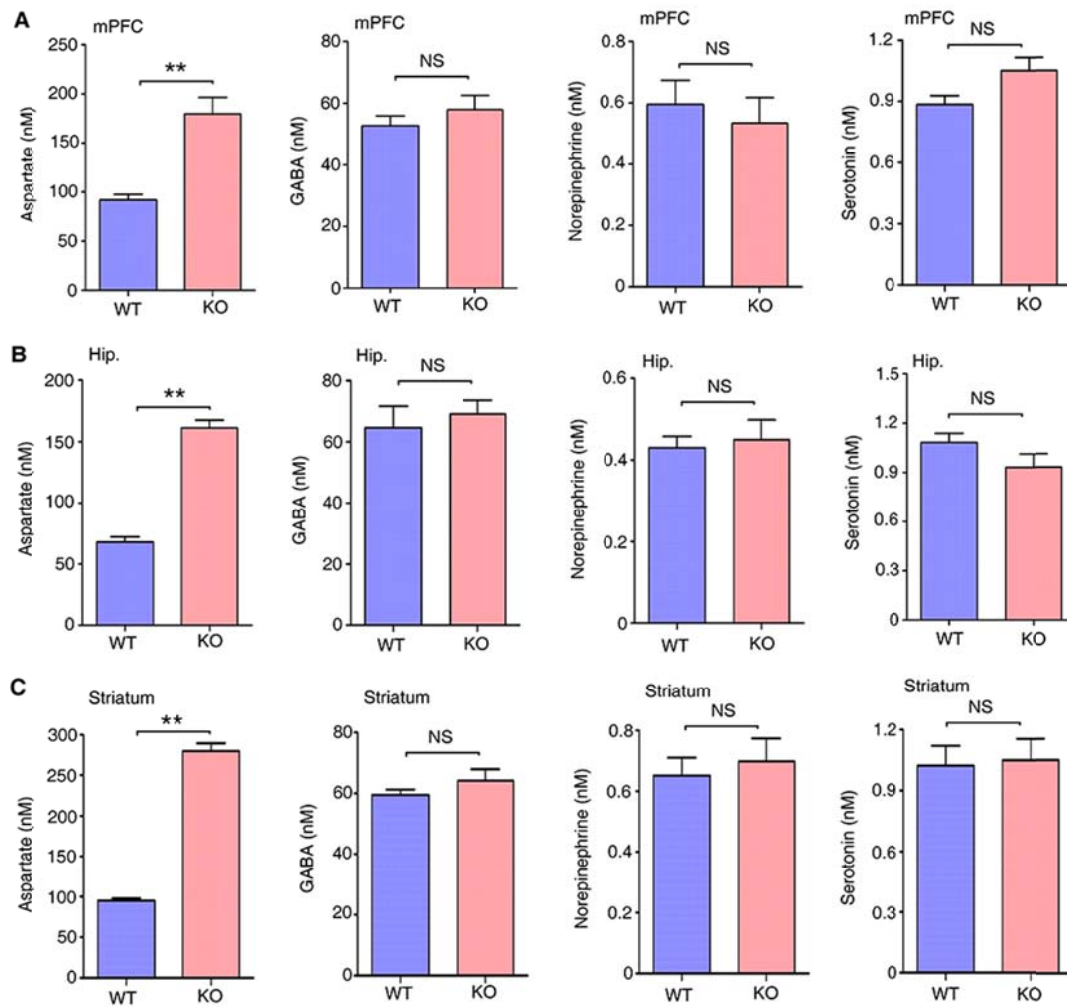 A
mPFC
250
200
150
100
50
0
Aspartate (nM)
**
WT
KO
mPFC
80
60
40
20
0
GABA (nM)
NS
WT
KO
mPFC
0.8
0.6
0.4
0.2
0
Norepinephrine (nM)
NS
WT
KO
mPFC
1.2
0.9
0.6
0.3
0
Serotonin (nM)
NS
WT
KO
B
Hip.
200
150
100
50
0
Aspartate (nM)
**
WT
KO
Hip.
80
60
40
20
0
GABA (nM)
NS
WT
KO
Hip.
0.6
0.4
0.2
0
Norepinephrine (nM)
NS
WT
KO
Hip.
1.5
1.2
0.9
0.6
0.3
0
Serotonin (nM)
NS
WT
KO
C
Striatum
300
250
300
150
100
50
0
Aspartate (nM)
**
WT
KO
Striatum
80
60
40
20
0
GABA (nM)
NS
WT
KO
Striatum
0.8
0.6
0.4
0.2
0
Norepinephrine (nM)
NS
WT
KO
Striatum
1.2
0.9
0.6
0.3
0
Serotonin (nM)
NS
WT
KO